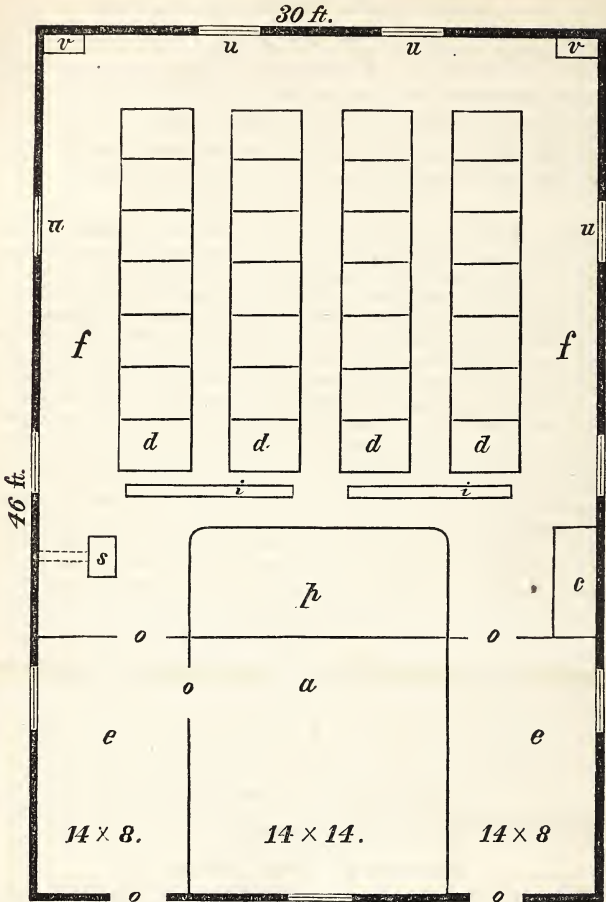 30 ft.
v u u v
u u
f f
d d. d d
46 ft.
i i
s c
p
o o
o a
e e
14 × 8. 14 × 14. 14 × 8
o o